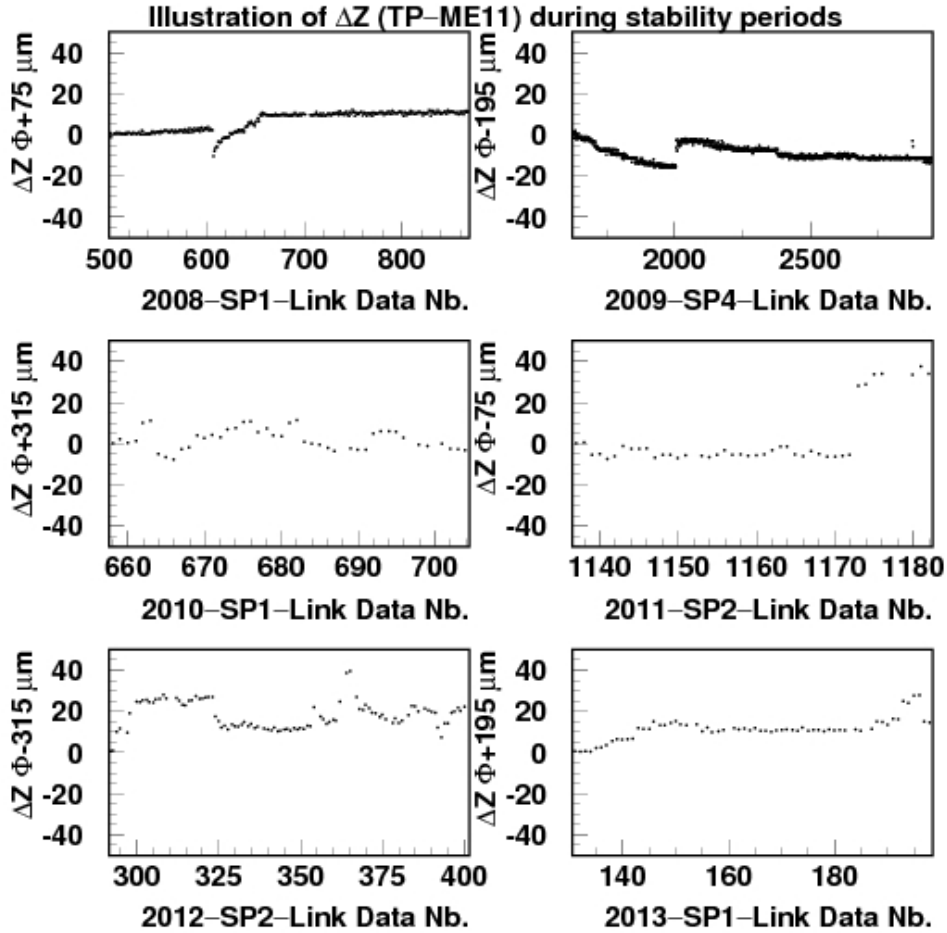 Illustration of ΔZ (TP−ME11) during stability periods
ΔZ Φ+75 μm
40
20
0
-20
-40
500 600 700 800
2008−SP1−Link Data Nb.
ΔZ Φ-195 μm
40
20
0
-20
-40
2000 2500
2009−SP4−Link Data Nb.
ΔZ Φ+315 μm
40
20
0
-20
-40
660 670 680 690 700
2010−SP1−Link Data Nb.
ΔZ Φ-75 μm
40
20
0
-20
-40
1140 1150 1160 1170 1180
2011−SP2−Link Data Nb.
ΔZ Φ-315 μm
40
20
0
-20
-40
300 325 350 375 400
2012−SP2−Link Data Nb.
ΔZ Φ+195 μm
40
20
0
-20
-40
140 160 180
2013−SP1−Link Data Nb.